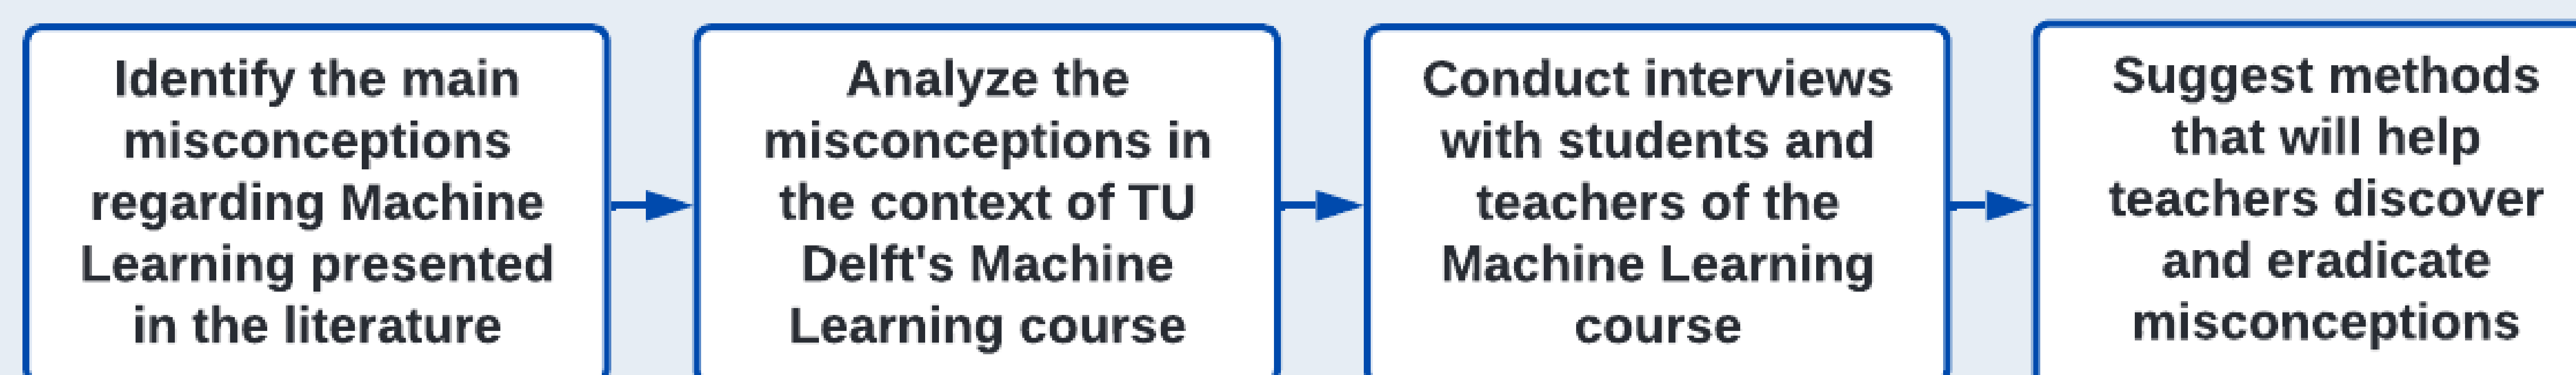 Identify the main
misconceptions
regarding Machine
Learning presented
in the literature
Analyze the
misconceptions in
the context of TU
Delft's Machine
Learning course
Conduct interviews
with students and
teachers of the
Machine Learning
course
Suggest methods
that will help
teachers discover
and eradicate
misconceptions